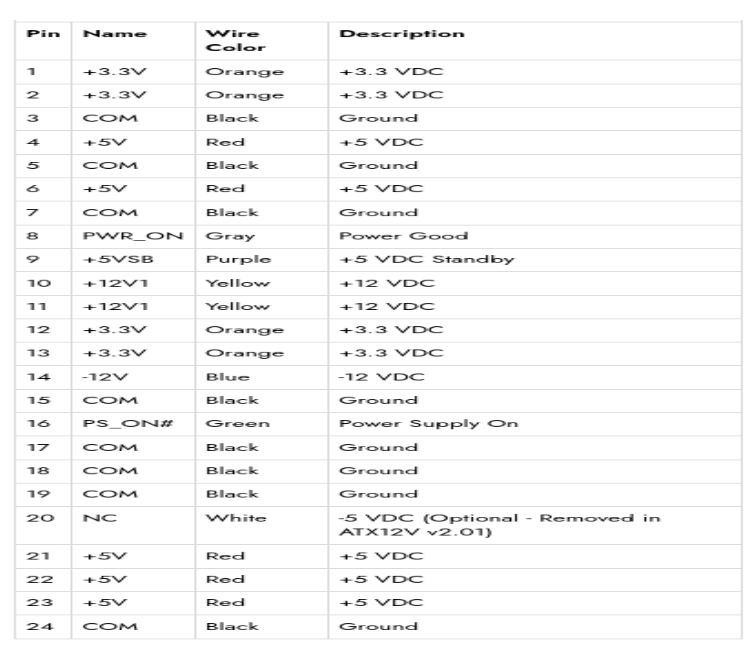 Pin Name Wire Color Description
1 +3.3V Orange +3.3 VDC
2 +3.3V Orange +3.3 VDC
3 COM Black Ground
4 +5V Red +5 VDC
5 COM Black Ground
6 +5V Red +5 VDC
7 COM Black Ground
8 PWR_ON Gray Power Good
9 +5VSB Purple +5 VDC Standby
10 +12V1 Yellow +12 VDC
11 +12V1 Yellow +12 VDC
12 +3.3V Orange +3.3 VDC
13 +3.3V Orange +3.3 VDC
14 -12V Blue -12 VDC
15 COM Black Ground
16 PS_ON# Green Power Supply On
17 COM Black Ground
18 COM Black Ground
19 COM Black Ground
20 NC White -5 VDC (Optional - Removed in
ATX12V v2.01)
21 +5V Red +5 VDC
22 +5V Red +5 VDC
23 +5V Red +5 VDC
24 COM Black Ground